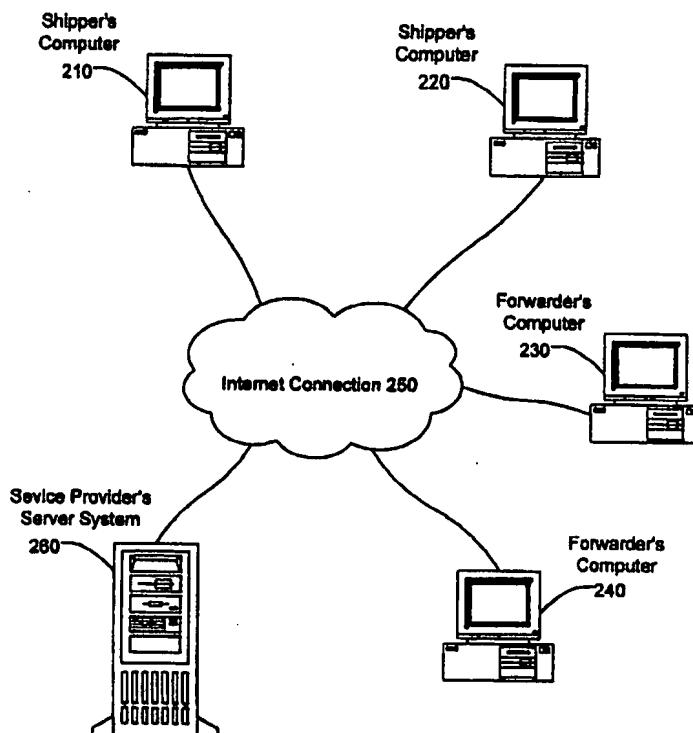 Shipper's
Computer
210
Shipper's
Computer
220
Forwarder's
Computer
230
Internet Connection 250
Sevice Provider's
Server System
260
Forwarder's
Computer
240